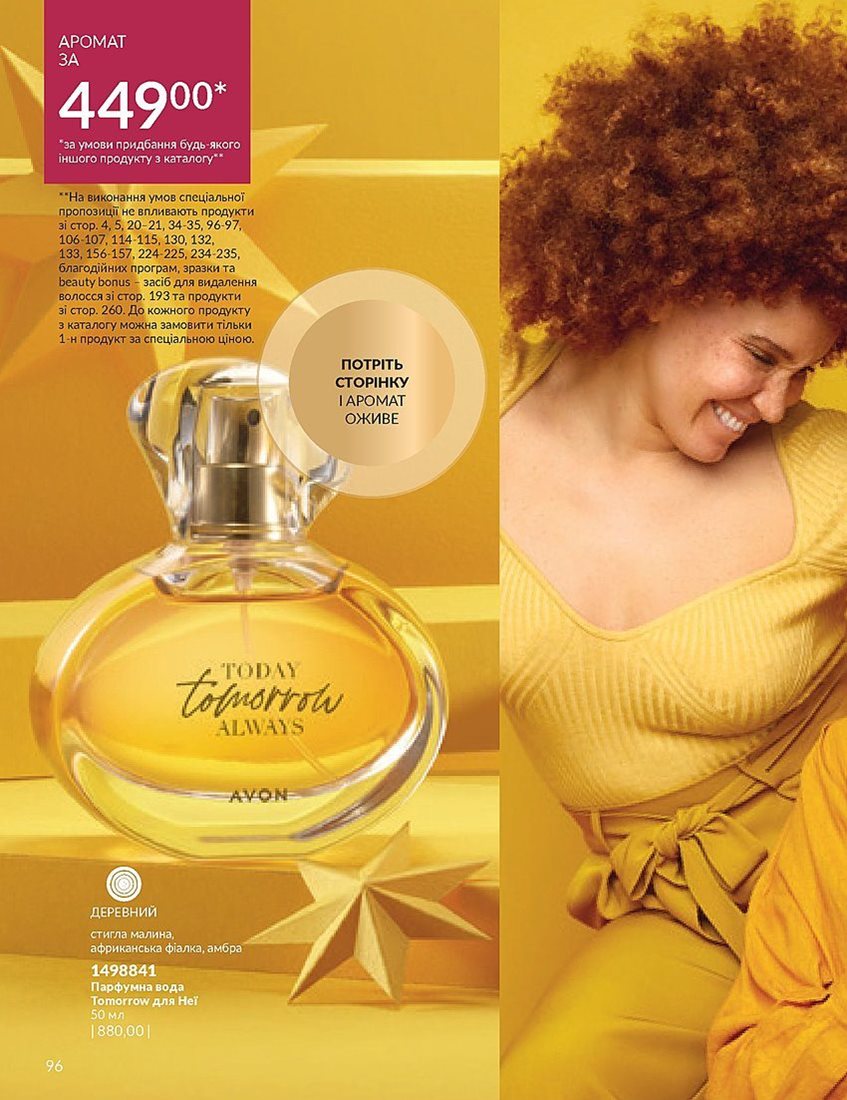 АРОМАТ
ЗА
449⁰⁰*
*за умови придбання будь-якого
іншого продукту з каталогу**
**На виконання умов спеціальної
пропозиції не впливають продукти
зі стор. 4, 5, 20–21, 34-35, 96-97,
106-107, 114-115, 130, 132,
133, 156-157, 224-225, 234-235,
благодійних програм, зразки та
beauty bonus – засіб для видалення
волосся зі стор. 193 та продукти
зі стор. 260. До кожного продукту
з каталогу можна замовити тільки
1-н продукт за спеціальною ціною.
ПОТРІТЬ
СТОРІНКУ
І АРОМАТ
ОЖИВЕ
TODAY
tomorrow
ALWAYS
AVON
ДЕРЕВНИЙ
стигла малина,
африканська фіалка, амбра
1498841
Парфумна вода
Tomorrow для Неї
50 мл
|880,00|
96